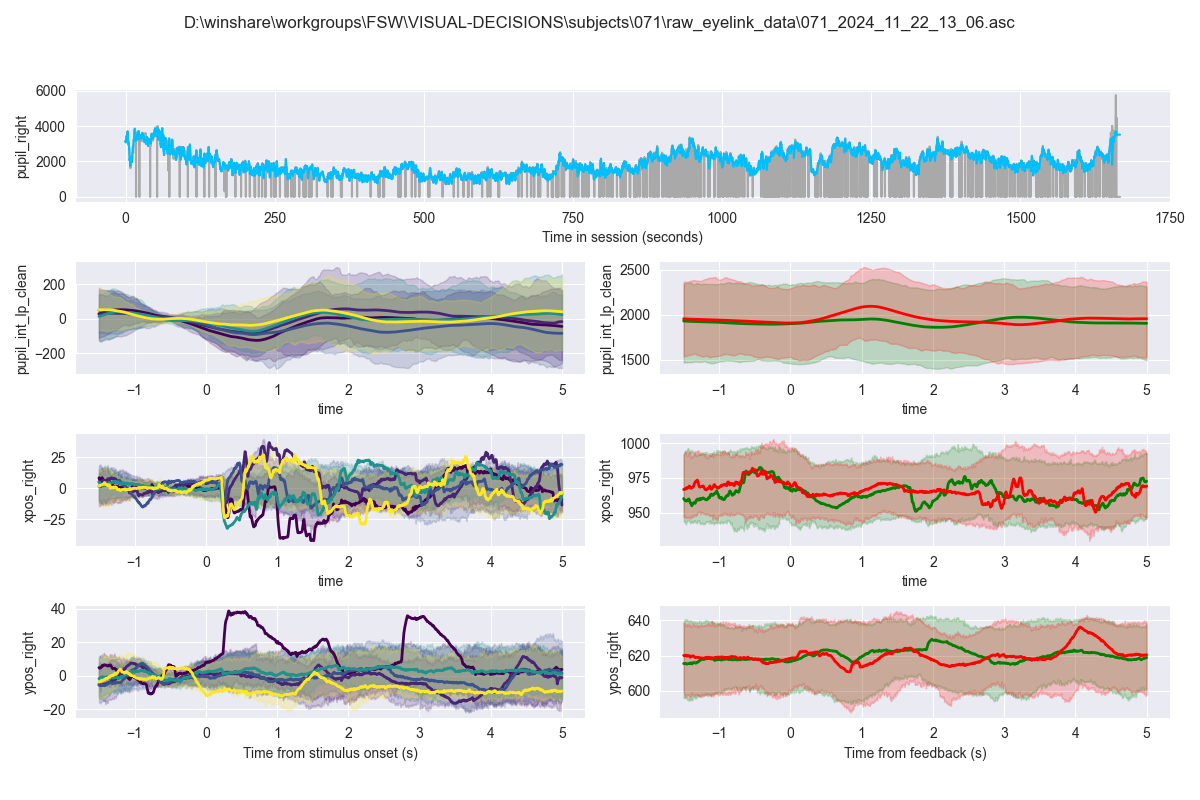 D:\winshare\workgroups\FSW\VISUAL-DECISIONS\subjects\071\raw_eyelink_data\071_2024_11_22_13_06.asc
pupil_right
6000
4000
2000
0
0 250 500 750 1000 1250 1500 1750
Time in session (seconds)
pupil_int_lp_clean
200
0
−200
−1 0 1 2 3 4 5
time
pupil_int_lp_clean
2500
2000
1500
−1 0 1 2 3 4 5
time
xpos_right
25
0
−25
−1 0 1 2 3 4 5
time
xpos_right
1000
975
950
−1 0 1 2 3 4 5
time
ypos_right
40
20
0
−20
−1 0 1 2 3 4 5
Time from stimulus onset (s)
ypos_right
640
620
600
−1 0 1 2 3 4 5
Time from feedback (s)